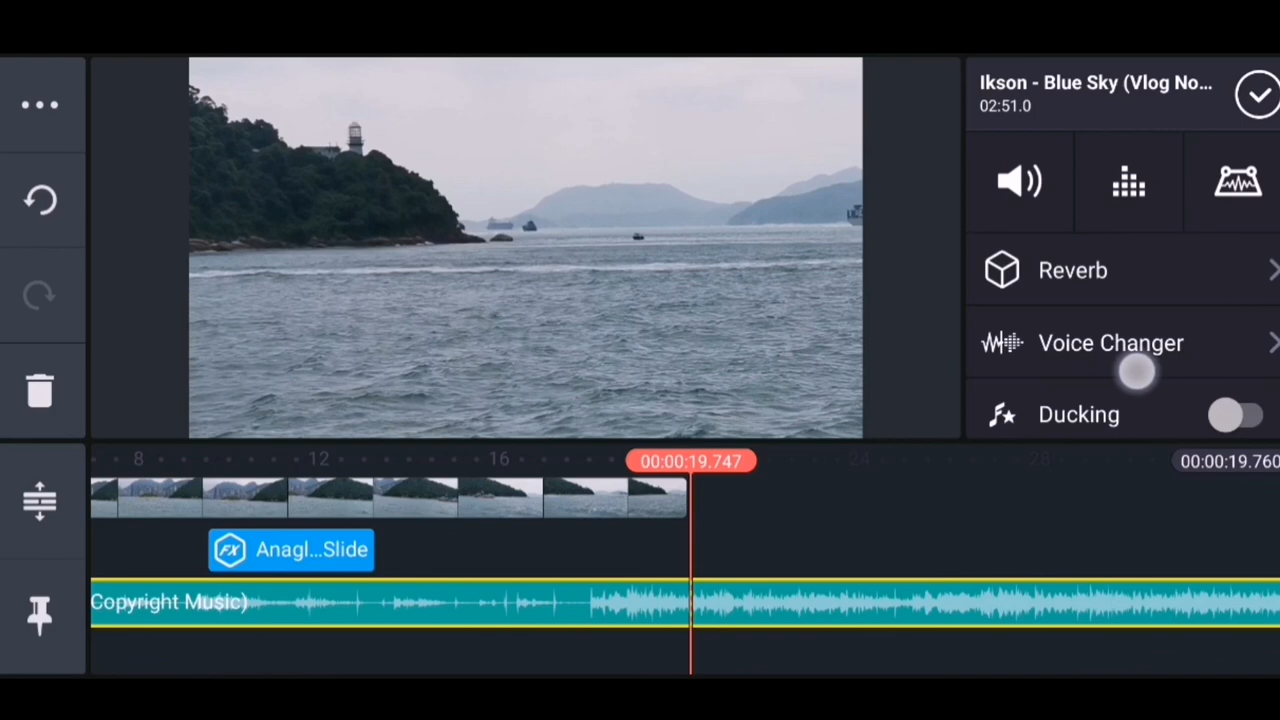 Ikson - Blue Sky (Vlog No...
02:51.0
Reverb
Voice Changer
Ducking
8 12 16 00:00:19.747 24 28 00:00:19.760
FX Anagl...Slide
Copyright Music)